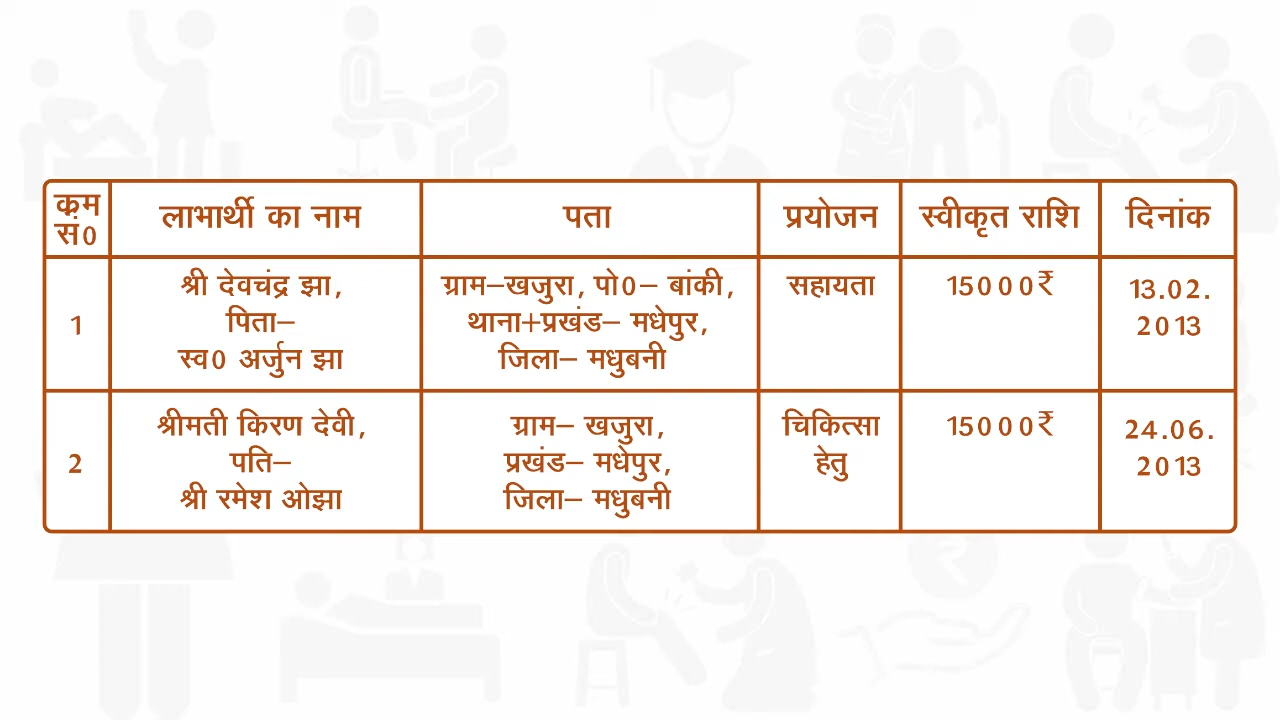 क्रम सं0 लाभार्थी का नाम पता प्रयोजन स्वीकृत राशि दिनांक
1
श्री देवचंद्र झा,
पिता–
स्व0 अर्जुन झा
ग्राम–खजुरा, पो0– बांकी,
थाना+प्रखंड– मधेपुर,
जिला– मधुबनी
सहायता
15000₹
13.02.
2013
2
श्रीमती किरण देवी,
पति–
श्री रमेश ओझा
ग्राम– खजुरा,
प्रखंड– मधेपुर,
जिला– मधुबनी
चिकित्सा
हेतु
15000₹
24.06.
2013